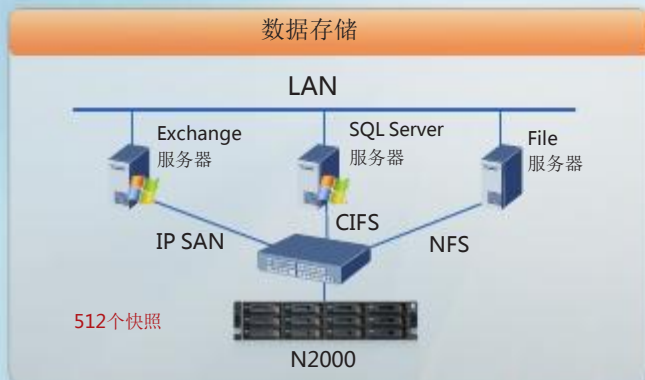 数据存储
LAN
Exchange
服务器
SQL Server
服务器
File
服务器
IP SAN
CIFS
NFS
512个快照
N2000